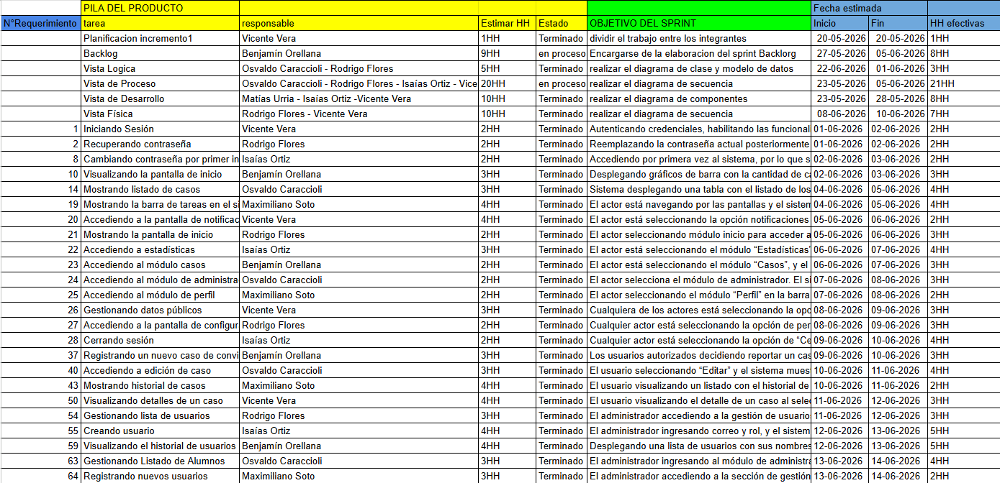 PILA DEL PRODUCTO Fecha estimada
N°Requerimiento tarea responsable Estimar HH Estado OBJETIVO DEL SPRINT Inicio Fin HH efectivas
Planificacion incremento1 Vicente Vera 1HH Terminado dividir el trabajo entre los integrantes 20-05-2026 20-05-2026 1HH
Backlog Benjamín Orellana 9HH en proceso Encargarse de la elaboracion del sprint Backlorg 27-05-2026 05-06-2026 8HH
Vista Logica Osvaldo Caraccioli - Rodrigo Flores 5HH Terminado realizar el diagrama de clase y modelo de datos 22-06-2026 01-06-2026 3HH
Vista de Proceso Osvaldo Caraccioli - Rodrigo Flores - Isaías Ortiz - Vice 20HH en proceso realizar el diagrama de secuencia 23-05-2026 05-06-2026 21HH
Vista de Desarrollo Matías Urria - Isaías Ortiz -Vicente Vera 10HH Terminado realizar el diagrama de componentes 23-05-2026 28-05-2026 8HH
Vista Física Rodrigo Flores - Vicente Vera 10HH Terminado realizar el diagrama de secuencia 08-06-2026 10-06-2026 7HH
1 Iniciando Sesión Vicente Vera 2HH Terminado Autenticando credenciales, habilitando las funcional 01-06-2026 02-06-2026 2HH
2 Recuperando contraseña Rodrigo Flores 2HH Terminado Reemplazando la contraseña actual posteriormente 01-06-2026 02-06-2026 2HH
8 Cambiando contraseña por primer in Isaías Ortiz 2HH Terminado Accediendo por primera vez al sistema, por lo que s 02-06-2026 03-06-2026 2HH
10 Visualizando la pantalla de inicio Benjamín Orellana 3HH Terminado Desplegando gráficos de barra con la cantidad de ca 02-06-2026 03-06-2026 3HH
14 Mostrando listado de casos Osvaldo Caraccioli 3HH Terminado Sistema desplegando una tabla con el listado de los 04-06-2026 05-06-2026 4HH
19 Mostrando la barra de tareas en el si Maximiliano Soto 4HH Terminado El actor está navegando por las pantallas y el sistem 04-06-2026 05-06-2026 4HH
20 Accediendo a la pantalla de notificac Vicente Vera 4HH Terminado El actor está seleccionando la opción notificaciones 05-06-2026 06-06-2026 2HH
21 Mostrando la pantalla de inicio Rodrigo Flores 2HH Terminado El actor seleccionando módulo inicio para acceder a 05-06-2026 06-06-2026 3HH
22 Accediendo a estadísticas Isaías Ortiz 3HH Terminado El actor está seleccionando el módulo “Estadísticas” 06-06-2026 07-06-2026 4HH
23 Accediendo al módulo casos Benjamín Orellana 2HH Terminado El actor está seleccionando el módulo “Casos”, y el 06-06-2026 07-06-2026 3HH
24 Accediendo al módulo de administra Osvaldo Caraccioli 2HH Terminado El actor selecciona el módulo de administrador. El si 07-06-2026 08-06-2026 3HH
25 Accediendo al módulo de perfil Maximiliano Soto 2HH Terminado El actor seleccionando el módulo “Perfil” en la barra 07-06-2026 08-06-2026 2HH
26 Gestionando datos públicos Vicente Vera 3HH Terminado Cualquiera de los actores está seleccionando la opc 08-06-2026 09-06-2026 3HH
27 Accediendo a la pantalla de configur Rodrigo Flores 2HH Terminado Cualquier actor está seleccionando la opción de per 08-06-2026 09-06-2026 3HH
28 Cerrando sesión Isaías Ortiz 2HH Terminado Cualquier actor está seleccionando la opción de “Ce 09-06-2026 10-06-2026 4HH
37 Registrando un nuevo caso de convi Benjamín Orellana 3HH Terminado Los usuarios autorizados decidiendo reportar un cas 09-06-2026 10-06-2026 3HH
40 Accediendo a edición de caso Osvaldo Caraccioli 3HH Terminado El usuario seleccionando “Editar” y el sistema mues 10-06-2026 11-06-2026 4HH
43 Mostrando historial de casos Maximiliano Soto 4HH Terminado El usuario visualizando un listado con el historial de 10-06-2026 11-06-2026 2HH
50 Visualizando detalles de un caso Vicente Vera 4HH Terminado El usuario visualizando el detalle de un caso al sele 11-06-2026 12-06-2026 3HH
54 Gestionando lista de usuarios Rodrigo Flores 3HH Terminado El administrador accediendo a la gestión de usuario 11-06-2026 12-06-2026 3HH
55 Creando usuario Isaías Ortiz 4HH Terminado El administrador ingresando correo y rol, y el sistem 12-06-2026 13-06-2026 5HH
59 Visualizando el historial de usuarios Benjamín Orellana 4HH Terminado Desplegando una lista de usuarios con sus nombres 12-06-2026 13-06-2026 5HH
63 Gestionando Listado de Alumnos Osvaldo Caraccioli 3HH Terminado El administrador ingresando al módulo de administra 13-06-2026 14-06-2026 4HH
64 Registrando nuevos usuarios Maximiliano Soto 3HH Terminado El administrador accediendo a la sección de gestión 13-06-2026 14-06-2026 2HH